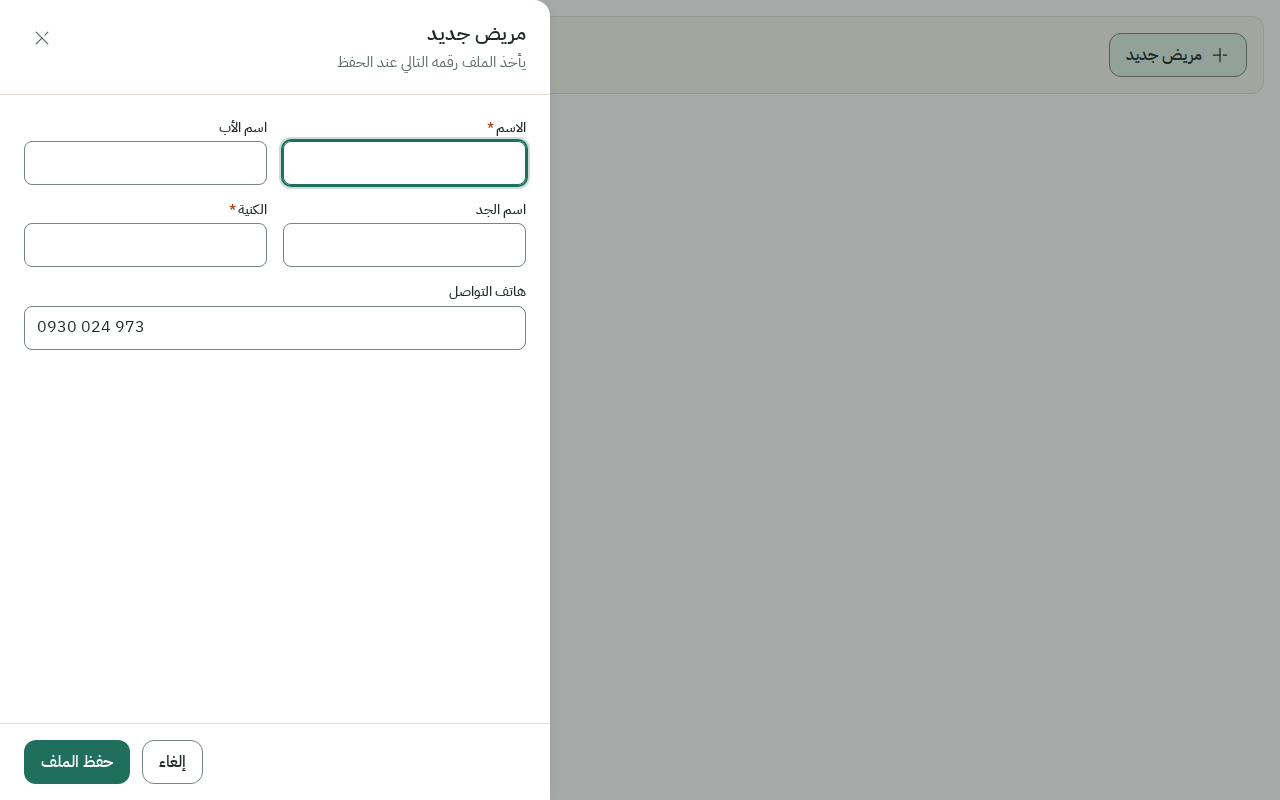 مريض جديد
مريض جديد
يأخذ الملف رقمه التالي عند الحفظ
الاسم *
اسم الأب
اسم الجد
الكنية *
هاتف التواصل
0930 024 973
إلغاء
حفظ الملف